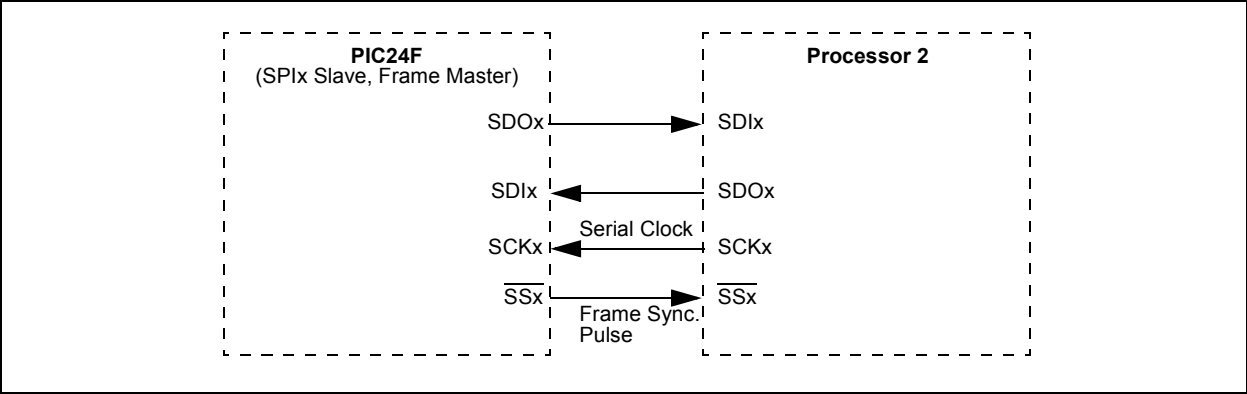 PIC24F
(SPIx Slave, Frame Master)
Processor 2
SDOx
SDIx
SDIx
SDOx
Serial Clock
SCKx
SCKx
SSx
SSx
Frame Sync.
Pulse